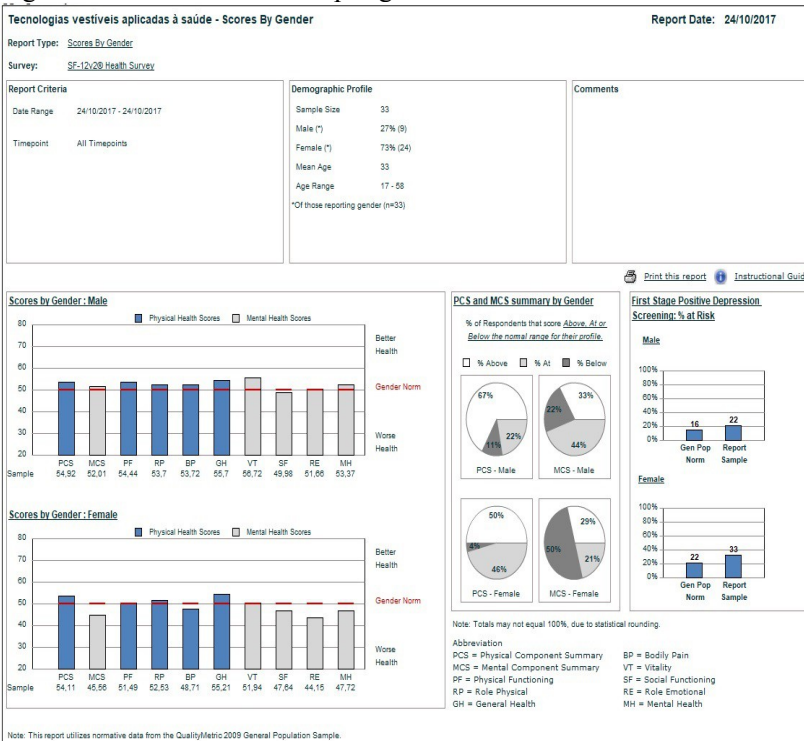 Tecnologias vestíveis aplicadas à saúde - Scores By Gender
Report Date: 24/10/2017
Report Type: Scores By Gender
Survey: SF-12v2® Health Survey
Report Criteria
Date Range 24/10/2017 - 24/10/2017
Timepoint All Timepoints
Demographic Profile
Sample Size 33
Male (*) 27% (9)
Female (*) 73% (24)
Mean Age 33
Age Range 17 - 58
*Of those reporting gender (n=33)
Comments
Print this report Instructional Guid
Scores by Gender : Male
Physical Health Scores Mental Health Scores
80
70
60
50
40
30
20
Better
Health
Gender Norm
Worse
Health
PCS MCS PF RP BP GH VT SF RE MH
Sample 54,92 52,01 54,44 53,7 53,72 55,7 56,72 49,98 51,66 53,37
Scores by Gender : Female
Physical Health Scores Mental Health Scores
80
70
60
50
40
30
20
Better
Health
Gender Norm
Worse
Health
PCS MCS PF RP BP GH VT SF RE MH
Sample 54,11 45,56 51,49 52,53 48,71 55,21 51,94 47,64 44,15 47,72
PCS and MCS summary by Gender
% of Respondents that score Above, At or
Below the normal range for their profile.
% Above % At % Below
67%
22%
11%
PCS - Male
33%
22%
44%
MCS - Male
50%
4%
46%
PCS - Female
29%
50%
21%
MCS - Female
First Stage Positive Depression
Screening: % at Risk
Male
100%
80%
60%
40%
20%
0%
16 22
Gen Pop Report
Norm Sample
Female
100%
80%
60%
40%
20%
0%
22 33
Gen Pop Report
Norm Sample
Note: Totals may not equal 100%, due to statistical rounding.
Abbreviation
PCS = Physical Component Summary BP = Bodily Pain
MCS = Mental Component Summary VT = Vitality
PF = Physical Functioning SF = Social Functioning
RP = Role Physical RE = Role Emotional
GH = General Health MH = Mental Health
Note: This report utilizes normative data from the QualityMetric 2009 General Population Sample.